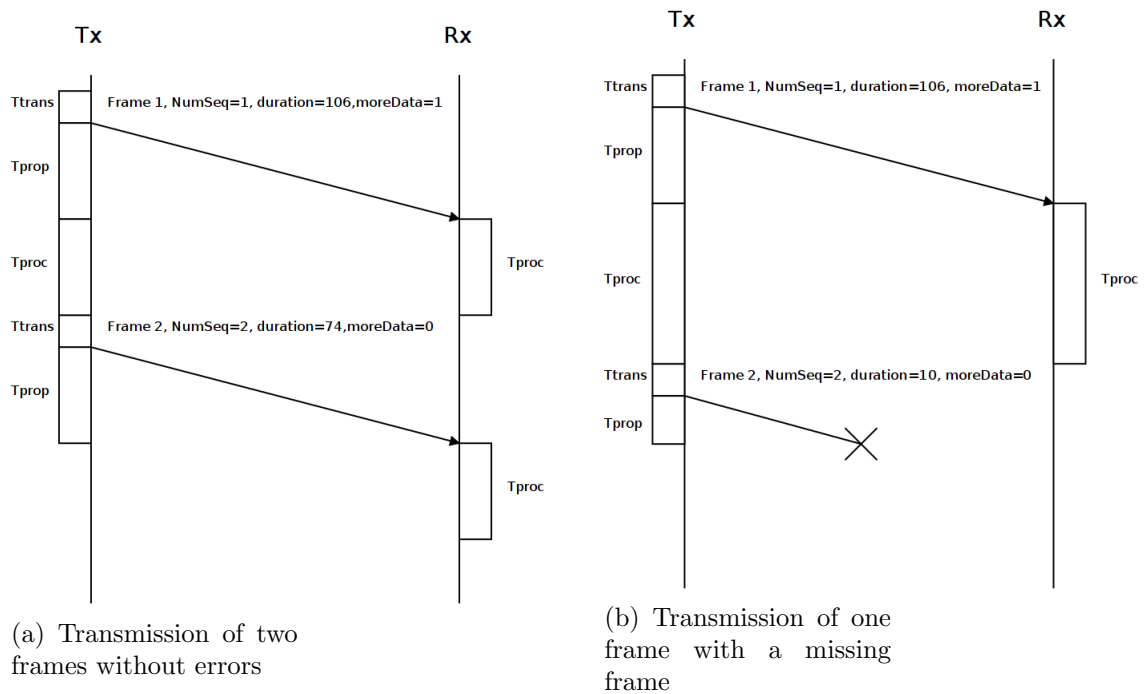 Tx
Rx
Ttrans
Frame 1, NumSeq=1, duration=106,moreData=1
Tprop
Tproc
Tproc
Ttrans
Frame 2, NumSeq=2, duration=74,moreData=0
Tprop
Tproc
(a) Transmission of two
frames without errors
Tx
Rx
Ttrans
Frame 1, NumSeq=1, duration=106, moreData=1
Tprop
Tproc
Tproc
Ttrans
Frame 2, NumSeq=2, duration=10, moreData=0
Tprop
(b) Transmission of one
frame with a missing
frame